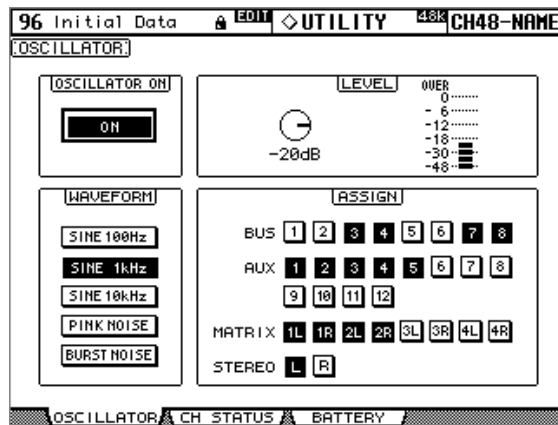 96 Initial Data EDIT ◇UTILITY 48K CH48-NAME
OSCILLATOR
OSCILLATOR ON
ON
LEVEL
-20dB
OVER
0
- 6
-12
-18
-30
-48
WAVEFORM
SINE 100Hz
SINE 1kHz
SINE 10kHz
PINK NOISE
BURST NOISE
ASSIGN
BUS 1 2 3 4 5 6 7 8
AUX 1 2 3 4 5 6 7 8
9 10 11 12
MATRIX 1L 1R 2L 2R 3L 3R 4L 4R
STEREO L R
OSCILLATOR CH STATUS BATTERY